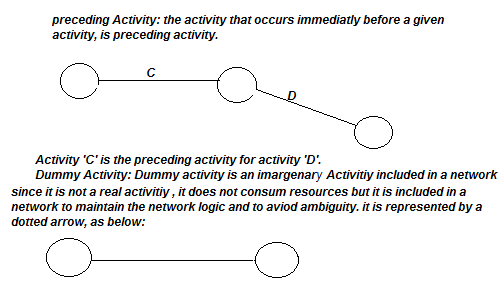 preceding Activity: the activity that occurs immediatly before a given
activity, is preceding activity.
C
D
Activity 'C' is the preceding activity for activity 'D'.
Dummy Activity: Dummy activity is an imargenary Activitiy included in a network
since it is not a real activitiy , it does not consum resources but it is included in a
network to maintain the network logic and to aviod ambiguity. it is represented by a
dotted arrow, as below: